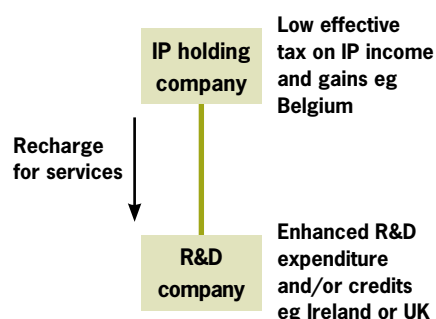 Low effective
tax on IP income
and gains eg
Belgium
IP holding
company
Recharge
for services
R&D
company
Enhanced R&D
expenditure
and/or credits
eg Ireland or UK